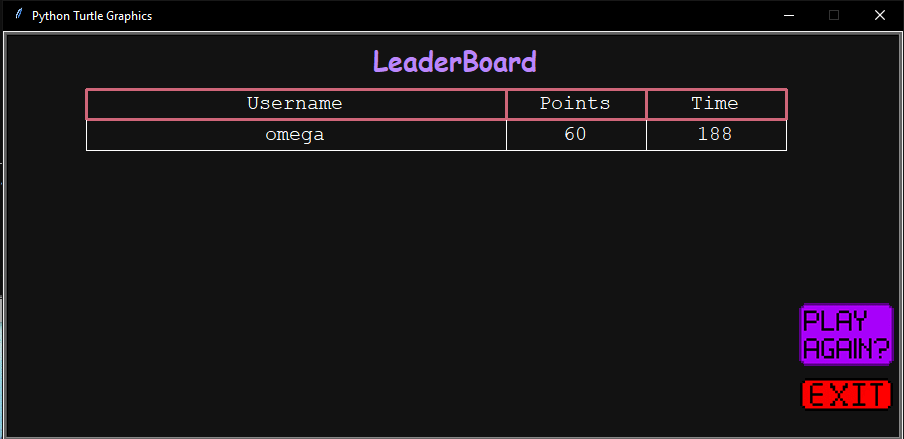 Python Turtle Graphics
LeaderBoard
Username Points Time
omega 60 188
PLAY
AGAIN?
EXIT